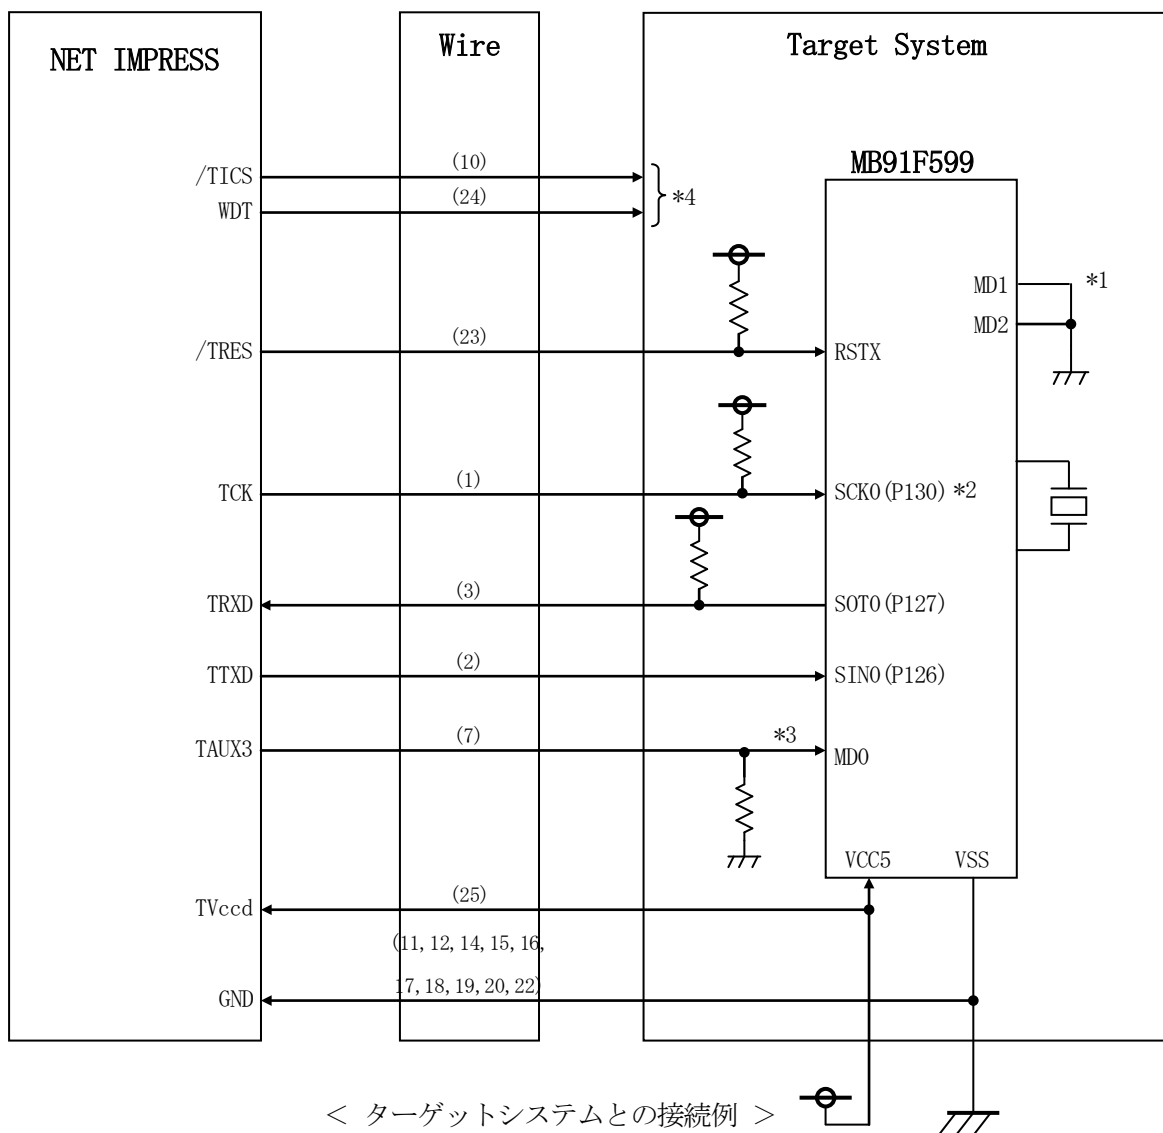 NET IMPRESS
Wire
Target System
MB91F599
/TICS
(10)
WDT
(24)
*4
MD1
*1
MD2
/TRES
(23)
RSTX
TCK
(1)
SCK0(P130)
*2
TRXD
(3)
SOT0(P127)
TTXD
(2)
SIN0(P126)
TAUX3
(7)
*3
MD0
VCC5
VSS
TVccd
(25)
(11,12,14,15,16,
17,18,19,20,22)
GND
< ターゲットシステムとの接続例 >